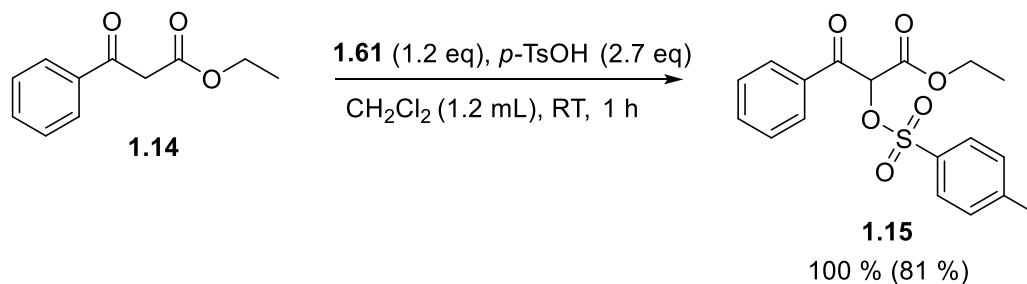 O
O
O
1.14
1.61 (1.2 eq), p-TsOH (2.7 eq)
CH₂Cl₂ (1.2 mL), RT, 1 h
O
O
O
O
S
O
O
1.15
100 % (81 %)